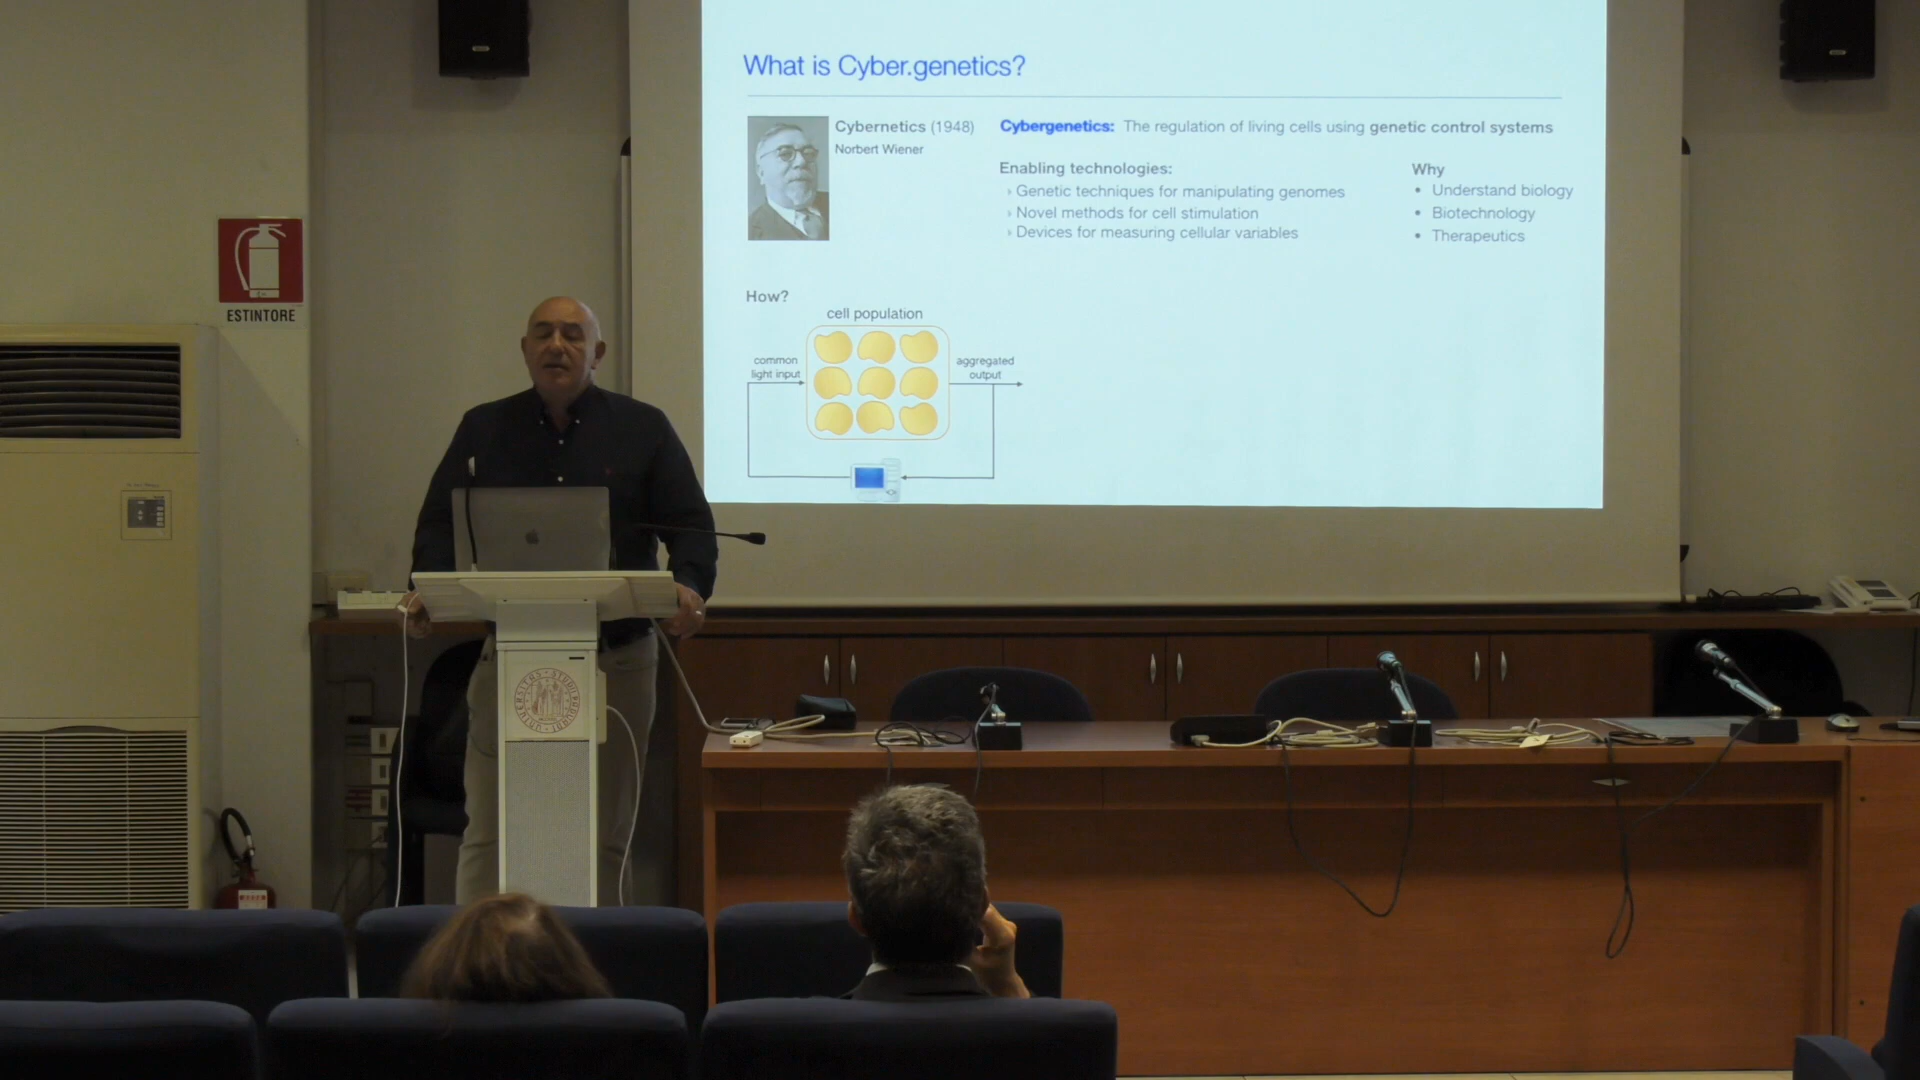 What is Cyber.genetics?
Cybernetics (1948)
Norbert Wiener
Cybergenetics: The regulation of living cells using genetic control systems
Enabling technologies:
› Genetic techniques for manipulating genomes
› Novel methods for cell stimulation
› Devices for measuring cellular variables
Why
• Understand biology
• Biotechnology
• Therapeutics
How?
cell population
common
light input
aggregated
output
ESTINTORE